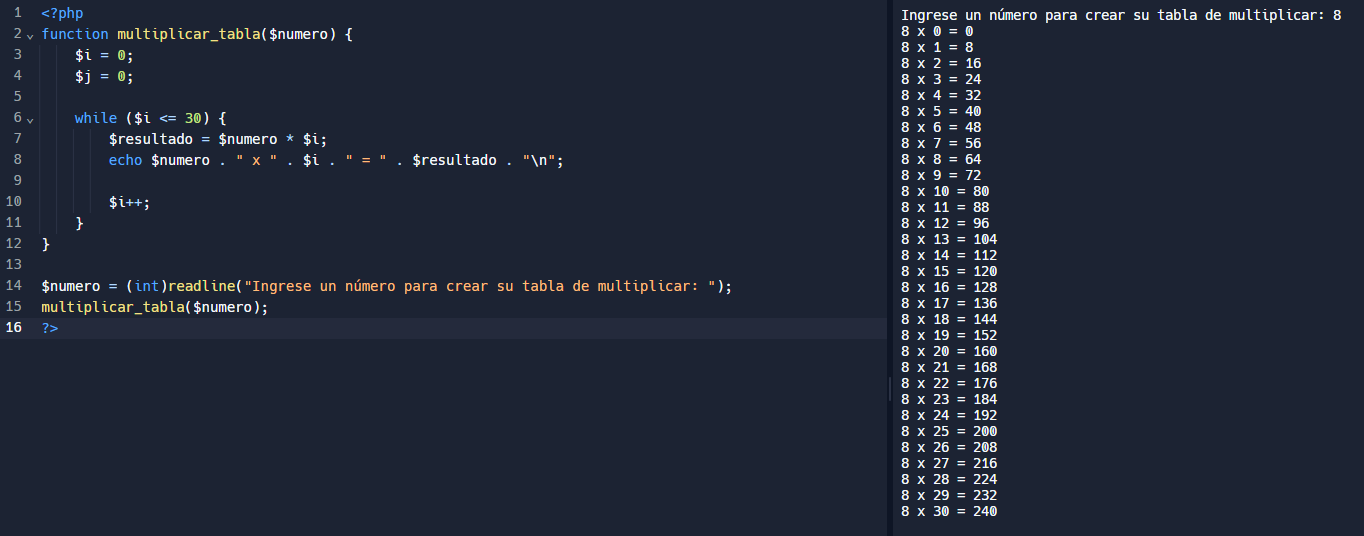 1 <?php
2 function multiplicar_tabla($numero) {
3     $i = 0;
4     $j = 0;
5
6     while ($i <= 30) {
7         $resultado = $numero * $i;
8         echo $numero . " x " . $i . " = " . $resultado . "\n";
9
10         $i++;
11     }
12 }
13
14 $numero = (int)readline("Ingrese un número para crear su tabla de multiplicar: ");
15 multiplicar_tabla($numero);
16 ?>
Ingrese un número para crear su tabla de multiplicar: 8
8 x 0 = 0
8 x 1 = 8
8 x 2 = 16
8 x 3 = 24
8 x 4 = 32
8 x 5 = 40
8 x 6 = 48
8 x 7 = 56
8 x 8 = 64
8 x 9 = 72
8 x 10 = 80
8 x 11 = 88
8 x 12 = 96
8 x 13 = 104
8 x 14 = 112
8 x 15 = 120
8 x 16 = 128
8 x 17 = 136
8 x 18 = 144
8 x 19 = 152
8 x 20 = 160
8 x 21 = 168
8 x 22 = 176
8 x 23 = 184
8 x 24 = 192
8 x 25 = 200
8 x 26 = 208
8 x 27 = 216
8 x 28 = 224
8 x 29 = 232
8 x 30 = 240